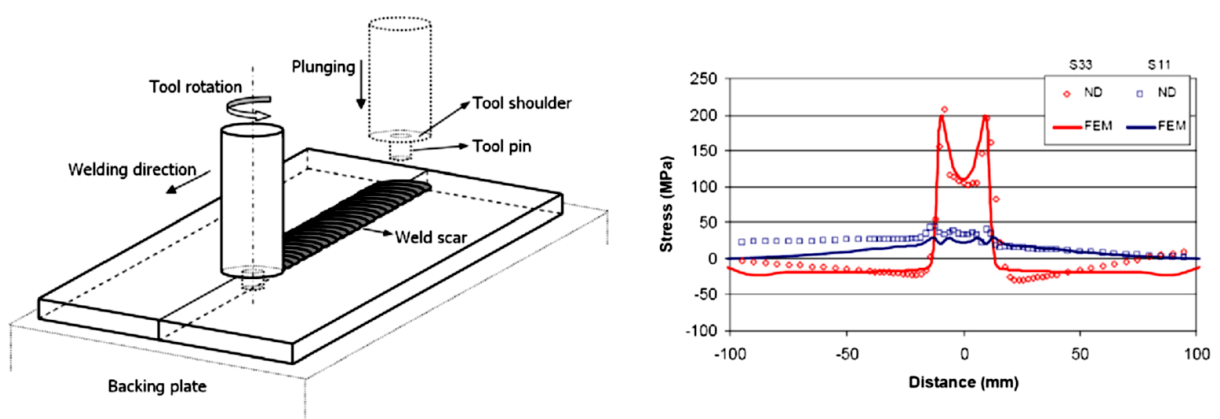 Plunging
Tool rotation
Tool shoulder
Tool pin
Welding direction
Weld scar
Backing plate
S33 S11
ND ND
FEM FEM
250
200
150
100
50
0
-50
-100
Stress (MPa)
-100 -50 0 50 100
Distance (mm)